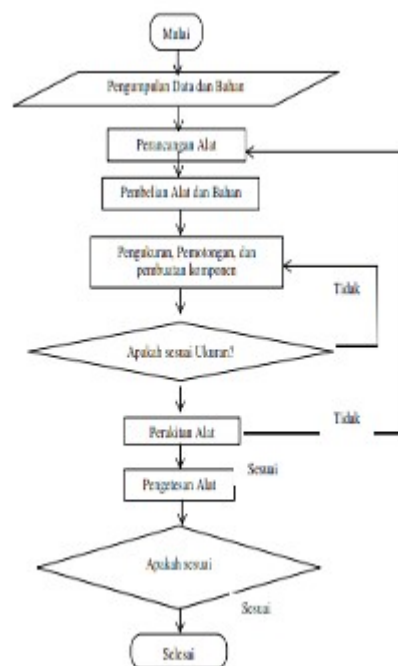 Mulai
Pengumpulan Data dan Bahan
Perancangan Alat
Pembelian Alat dan Bahan
Pengukuran, Pemotongan, dan
pembuatan komponen
Tidak
Apakah sesuai Ukuran?
Perakitan Alat
Tidak
Sesuai
Pengetesan Alat
Apakah sesuai
Sesuai
Selesai